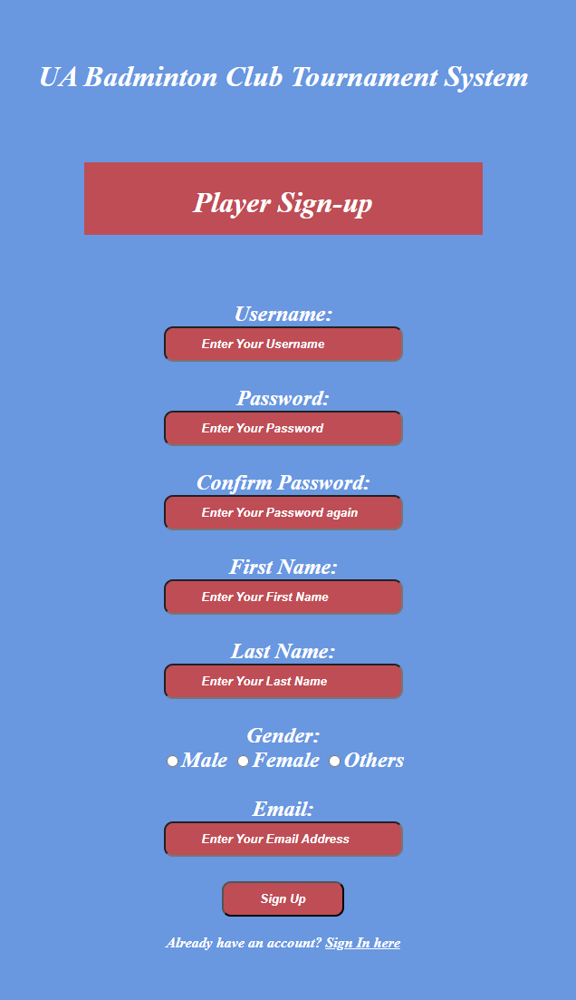 UA Badminton Club Tournament System
Player Sign-up
Username:
Enter Your Username
Password:
Enter Your Password
Confirm Password:
Enter Your Password again
First Name:
Enter Your First Name
Last Name:
Enter Your Last Name
Gender:
Male Female Others
Email:
Enter Your Email Address
Sign Up
Already have an account? Sign In here